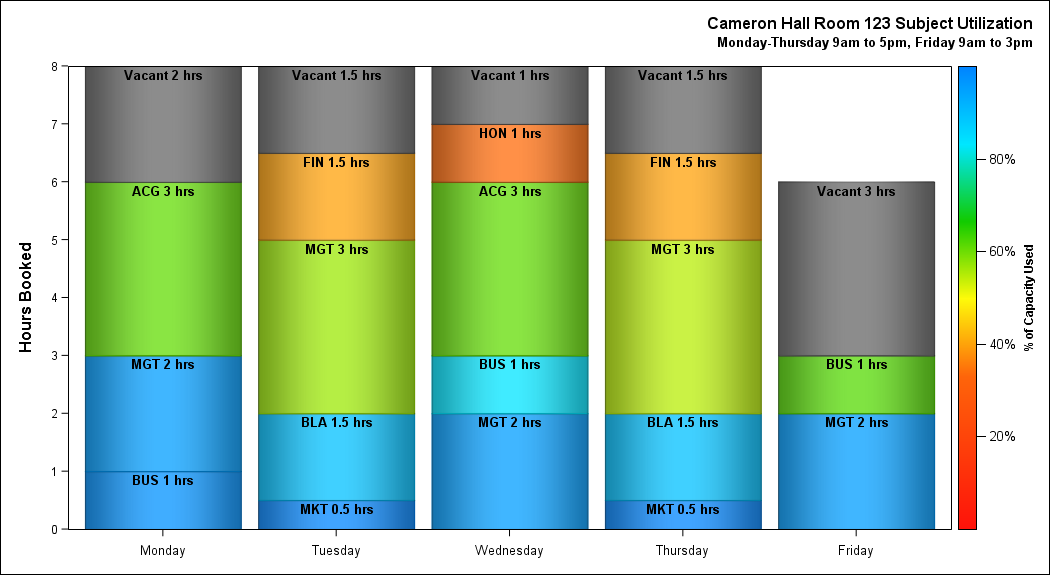 Cameron Hall Room 123 Subject Utilization
Monday-Thursday 9am to 5pm, Friday 9am to 3pm
Hours Booked
8
7
6
5
4
3
2
1
0
Vacant 2 hrs
ACG 3 hrs
MGT 2 hrs
BUS 1 hrs
Vacant 1.5 hrs
FIN 1.5 hrs
MGT 3 hrs
BLA 1.5 hrs
MKT 0.5 hrs
Vacant 1 hrs
HON 1 hrs
ACG 3 hrs
BUS 1 hrs
MGT 2 hrs
Vacant 1.5 hrs
FIN 1.5 hrs
MGT 3 hrs
BLA 1.5 hrs
MKT 0.5 hrs
Vacant 3 hrs
BUS 1 hrs
MGT 2 hrs
Monday
Tuesday
Wednesday
Thursday
Friday
80%
60%
40%
20%
% of Capacity Used